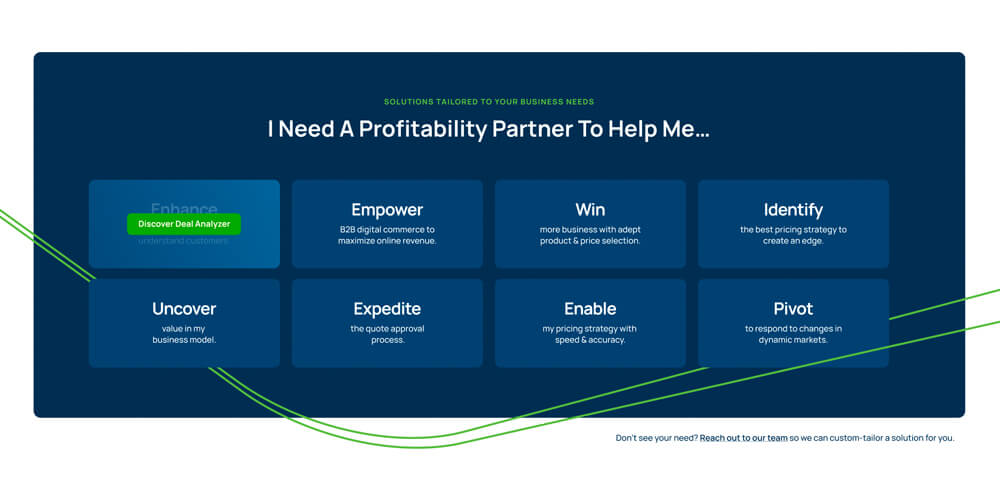 SOLUTIONS TAILORED TO YOUR BUSINESS NEEDS
I Need A Profitability Partner To Help Me...
Enhance
Discover Deal Analyzer
understand customers.
Empower
B2B digital commerce to
maximize online revenue.
Win
more business with adept
product & price selection.
Identify
the best pricing strategy to
create an edge.
Uncover
value in my
business model.
Expedite
the quote approval
process.
Enable
my pricing strategy with
speed & accuracy.
Pivot
to respond to changes in
dynamic markets.
Don't see your need? Reach out to our team so we can custom-tailor a solution for you.